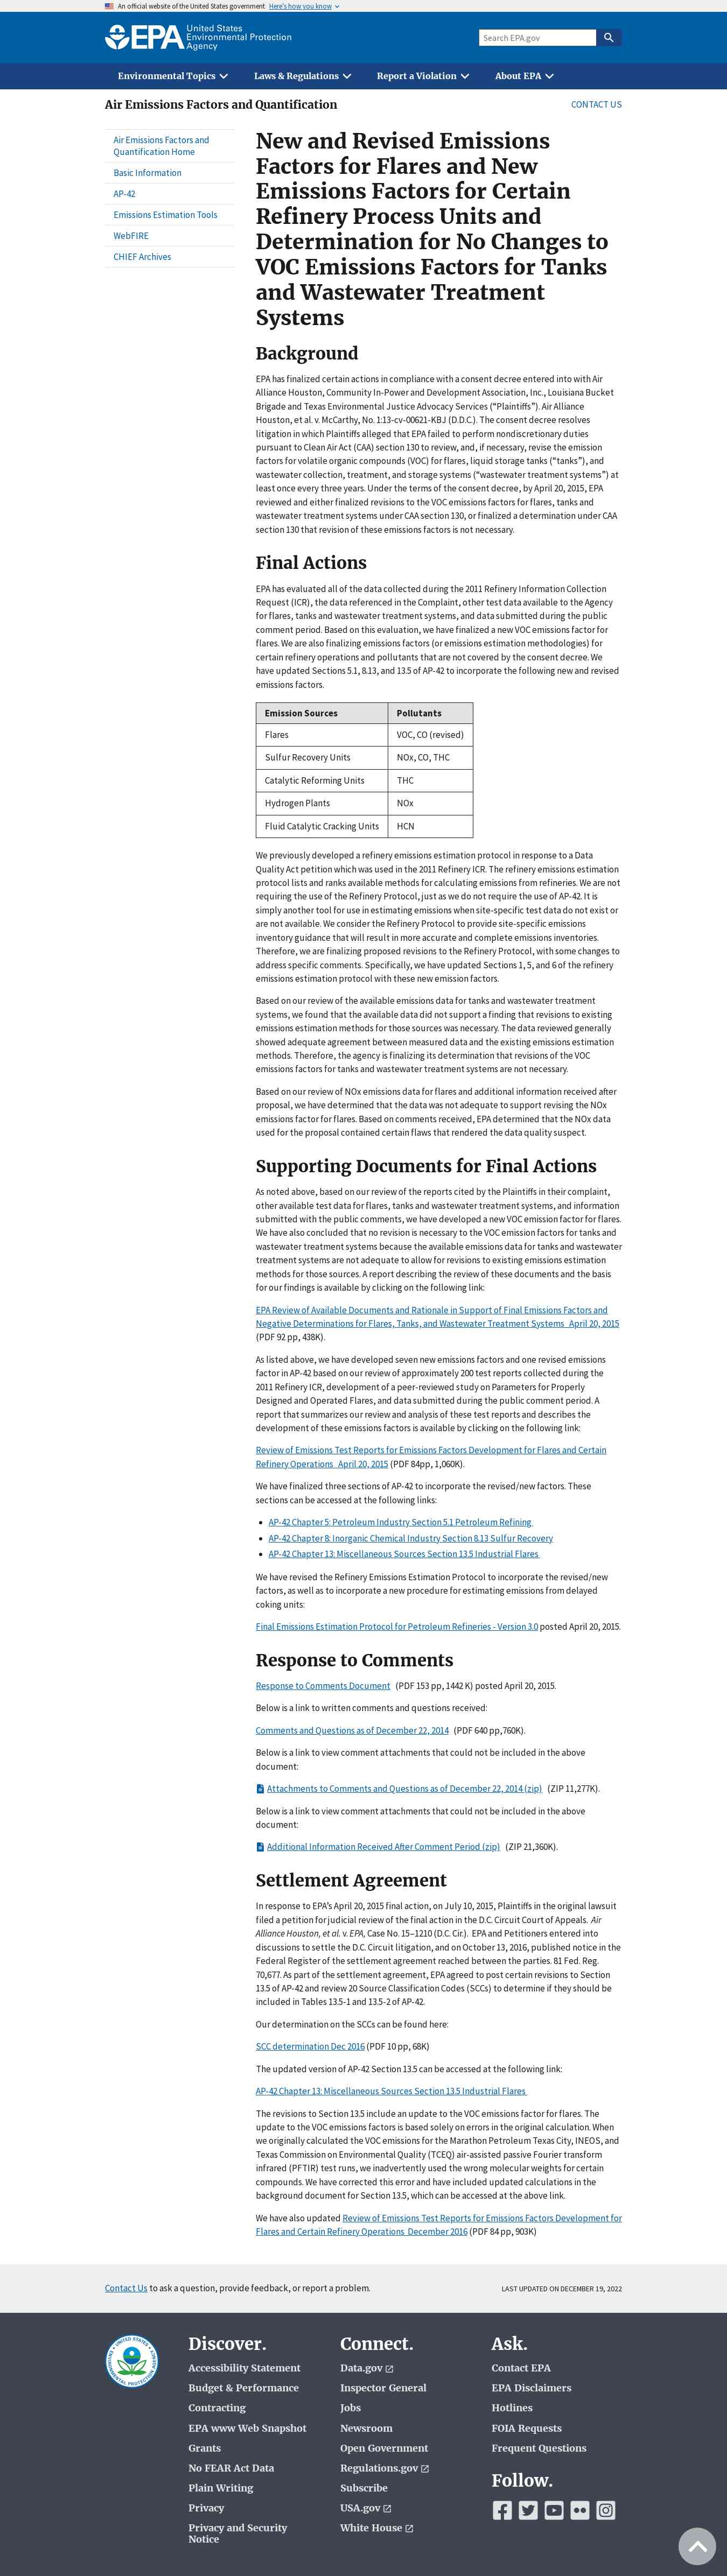 An official website of the United States government Here's how you know
EPA United States
Environmental Protection
Agency
Search EPA.gov
Environmental Topics Laws & Regulations Report a Violation About EPA
Air Emissions Factors and Quantification
CONTACT US
Air Emissions Factors and
Quantification Home
Basic Information
AP-42
Emissions Estimation Tools
WebFIRE
CHIEF Archives
New and Revised Emissions
Factors for Flares and New
Emissions Factors for Certain
Refinery Process Units and
Determination for No Changes to
VOC Emissions Factors for Tanks
and Wastewater Treatment
Systems
Background
EPA has finalized certain actions in compliance with a consent decree entered into with Air
Alliance Houston, Community In-Power and Development Association, Inc., Louisiana Bucket
Brigade and Texas Environmental Justice Advocacy Services (“Plaintiffs”). Air Alliance
Houston, et al. v. McCarthy, No. 1:13-cv-00621-KBJ (D.D.C.). The consent decree resolves
litigation in which Plaintiffs alleged that EPA failed to perform nondiscretionary duties
pursuant to Clean Air Act (CAA) section 130 to review, and, if necessary, revise the emission
factors for volatile organic compounds (VOC) for flares, liquid storage tanks (“tanks”), and
wastewater collection, treatment, and storage systems (“wastewater treatment systems”) at
least once every three years. Under the terms of the consent decree, by April 20, 2015, EPA
reviewed and either finalized revisions to the VOC emissions factors for flares, tanks and
wastewater treatment systems under CAA section 130, or finalized a determination under CAA
section 130 that revision of these emissions factors is not necessary.
Final Actions
EPA has evaluated all of the data collected during the 2011 Refinery Information Collection
Request (ICR), the data referenced in the Complaint, other test data available to the Agency
for flares, tanks and wastewater treatment systems, and data submitted during the public
comment period. Based on this evaluation, we have finalized a new VOC emissions factor for
flares. We are also finalizing emissions factors (or emissions estimation methodologies) for
certain refinery operations and pollutants that are not covered by the consent decree. We
have updated Sections 5.1, 8.13, and 13.5 of AP-42 to incorporate the following new and revised
emissions factors.
Emission Sources Pollutants
Flares VOC, CO (revised)
Sulfur Recovery Units NOx, CO, THC
Catalytic Reforming Units THC
Hydrogen Plants NOx
Fluid Catalytic Cracking Units HCN
We previously developed a refinery emissions estimation protocol in response to a Data
Quality Act petition which was used in the 2011 Refinery ICR. The refinery emissions estimation
protocol lists and ranks available methods for calculating emissions from refineries. We are not
requiring the use of the Refinery Protocol, just as we do not require the use of AP-42. It is
simply another tool for use in estimating emissions when site-specific test data do not exist or
are not available. We consider the Refinery Protocol to provide site-specific emissions
inventory guidance that will result in more accurate and complete emissions inventories.
Therefore, we are finalizing proposed revisions to the Refinery Protocol, with some changes to
address specific comments. Specifically, we have updated Sections 1, 5, and 6 of the refinery
emissions estimation protocol with these new emission factors.
Based on our review of the available emissions data for tanks and wastewater treatment
systems, we found that the available data did not support a finding that revisions to existing
emissions estimation methods for those sources was necessary. The data reviewed generally
showed adequate agreement between measured data and the existing emissions estimation
methods. Therefore, the agency is finalizing its determination that revisions of the VOC
emissions factors for tanks and wastewater treatments systems are not necessary.
Based on our review of NOx emissions data for flares and additional information received after
proposal, we have determined that the data was not adequate to support revising the NOx
emissions factor for flares. Based on comments received, EPA determined that the NOx data
used for the proposal contained certain flaws that rendered the data quality suspect.
Supporting Documents for Final Actions
As noted above, based on our review of the reports cited by the Plaintiffs in their complaint,
other available test data for flares, tanks and wastewater treatment systems, and information
submitted with the public comments, we have developed a new VOC emission factor for flares.
We have also concluded that no revision is necessary to the VOC emission factors for tanks and
wastewater treatment systems because the available emissions data for tanks and wastewater
treatment systems are not adequate to allow for revisions to existing emissions estimation
methods for those sources. A report describing the review of these documents and the basis
for our findings is available by clicking on the following link:
EPA Review of Available Documents and Rationale in Support of Final Emissions Factors and
Negative Determinations for Flares, Tanks, and Wastewater Treatment Systems April 20, 2015
(PDF 92 pp, 438K).
As listed above, we have developed seven new emissions factors and one revised emissions
factor in AP-42 based on our review of approximately 200 test reports collected during the
2011 Refinery ICR, development of a peer-reviewed study on Parameters for Properly
Designed and Operated Flares, and data submitted during the public comment period. A
report that summarizes our review and analysis of these test reports and describes the
development of these emissions factors is available by clicking on the following link:
Review of Emissions Test Reports for Emissions Factors Development for Flares and Certain
Refinery Operations April 20, 2015 (PDF 84pp, 1,060K).
We have finalized three sections of AP-42 to incorporate the revised/new factors. These
sections can be accessed at the following links:
• AP-42 Chapter 5: Petroleum Industry Section 5.1 Petroleum Refining
• AP-42 Chapter 8: Inorganic Chemical Industry Section 8.13 Sulfur Recovery
• AP-42 Chapter 13: Miscellaneous Sources Section 13.5 Industrial Flares
We have revised the Refinery Emissions Estimation Protocol to incorporate the revised/new
factors, as well as to incorporate a new procedure for estimating emissions from delayed
coking units:
Final Emissions Estimation Protocol for Petroleum Refineries - Version 3.0 posted April 20, 2015.
Response to Comments
Response to Comments Document (PDF 153 pp, 1442 K) posted April 20, 2015.
Below is a link to written comments and questions received:
Comments and Questions as of December 22, 2014 (PDF 640 pp,760K).
Below is a link to view comment attachments that could not be included in the above
document:
Attachments to Comments and Questions as of December 22, 2014 (zip) (ZIP 11,277K).
Below is a link to view comment attachments that could not be included in the above
document:
Additional Information Received After Comment Period (zip) (ZIP 21,360K).
Settlement Agreement
In response to EPA’s April 20, 2015 final action, on July 10, 2015, Plaintiffs in the original lawsuit
filed a petition for judicial review of the final action in the D.C. Circuit Court of Appeals. Air
Alliance Houston, et al. v. EPA, Case No. 15–1210 (D.C. Cir.). EPA and Petitioners entered into
discussions to settle the D.C. Circuit litigation, and on October 13, 2016, published notice in the
Federal Register of the settlement agreement reached between the parties. 81 Fed. Reg.
70,677. As part of the settlement agreement, EPA agreed to post certain revisions to Section
13.5 of AP-42 and review 20 Source Classification Codes (SCCs) to determine if they should be
included in Tables 13.5-1 and 13.5-2 of AP-42.
Our determination on the SCCs can be found here:
SCC determination Dec 2016 (PDF 10 pp, 68K)
The updated version of AP-42 Section 13.5 can be accessed at the following link:
AP-42 Chapter 13: Miscellaneous Sources Section 13.5 Industrial Flares
The revisions to Section 13.5 include an update to the VOC emissions factor for flares. The
update to the VOC emissions factors is based solely on errors in the original calculation. When
we originally calculated the VOC emissions for the Marathon Petroleum Texas City, INEOS, and
Texas Commission on Environmental Quality (TCEQ) air-assisted passive Fourier transform
infrared (PFTIR) test runs, we inadvertently used the wrong molecular weights for certain
compounds. We have corrected this error and have included updated calculations in the
background document for Section 13.5, which can be accessed at the above link.
We have also updated Review of Emissions Test Reports for Emissions Factors Development for
Flares and Certain Refinery Operations December 2016 (PDF 84 pp, 903K)
Contact Us to ask a question, provide feedback, or report a problem.
LAST UPDATED ON DECEMBER 19, 2022
Discover.
Accessibility Statement
Budget & Performance
Contracting
EPA www Web Snapshot
Grants
No FEAR Act Data
Plain Writing
Privacy
Privacy and Security
Notice
Connect.
Data.gov
Inspector General
Jobs
Newsroom
Open Government
Regulations.gov
Subscribe
USA.gov
White House
Ask.
Contact EPA
EPA Disclaimers
Hotlines
FOIA Requests
Frequent Questions
Follow.